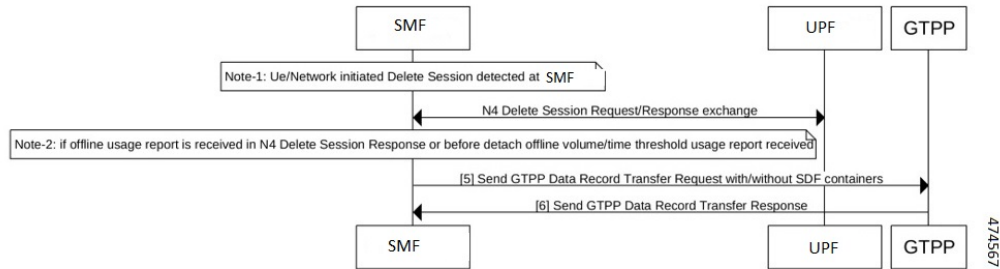 SMF UPF GTPP
Note-1: Ue/Network initiated Delete Session detected at SMF
N4 Delete Session Request/Response exchange
Note-2: if offline usage report is received in N4 Delete Session Response or before detach offline volume/time threshold usage report received
[5] Send GTPP Data Record Transfer Request with/without SDF containers
[6] Send GTPP Data Record Transfer Response
SMF UPF GTPP
474567